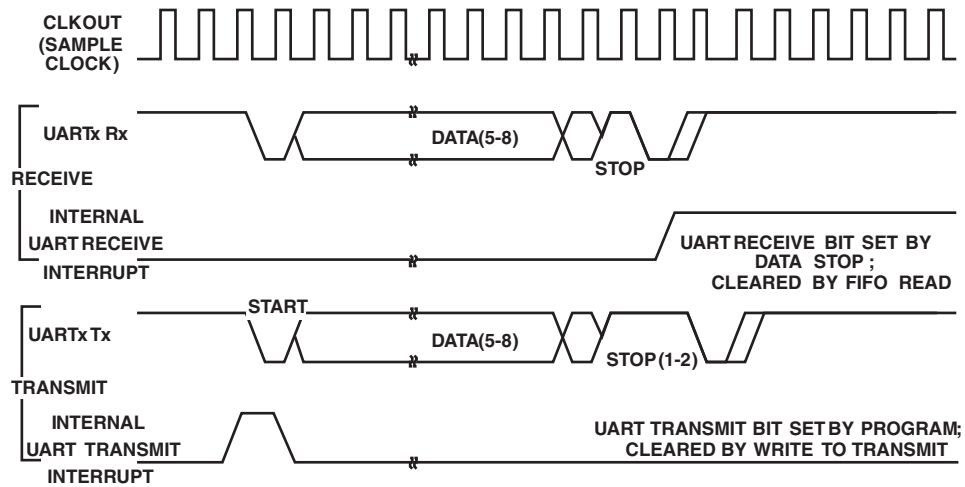 CLKOUT
(SAMPLE
CLOCK)
UARTx Rx
DATA(5-8)
STOP
RECEIVE
INTERNAL
UART RECEIVE
INTERRUPT
UART RECEIVE BIT SET BY
DATA STOP ;
CLEARED BY FIFO READ
START
UARTx Tx
DATA(5-8)
STOP (1-2)
TRANSMIT
INTERNAL
UART TRANSMIT
INTERRUPT
UART TRANSMIT BIT SET BY PROGRAM;
CLEARED BY WRITE TO TRANSMIT